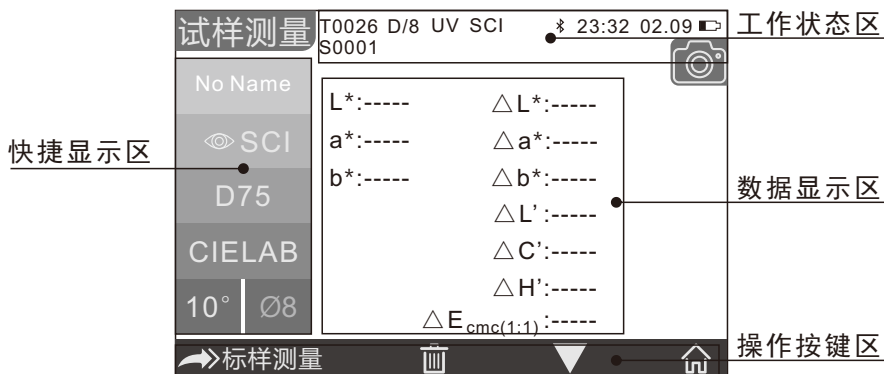 试样测量
T0026 D/8 UV SCI 23:32 02.09
S0001
工作状态区
No Name
SCI
D75
CIELAB
10° Ø8
快捷显示区
L*:----- △L*:-----
a*:----- △a*:-----
b*:----- △b*:-----
△L’:-----
△C’:-----
△H’:-----
△Ecmc(1:1):-----
数据显示区
标样测量
操作按键区